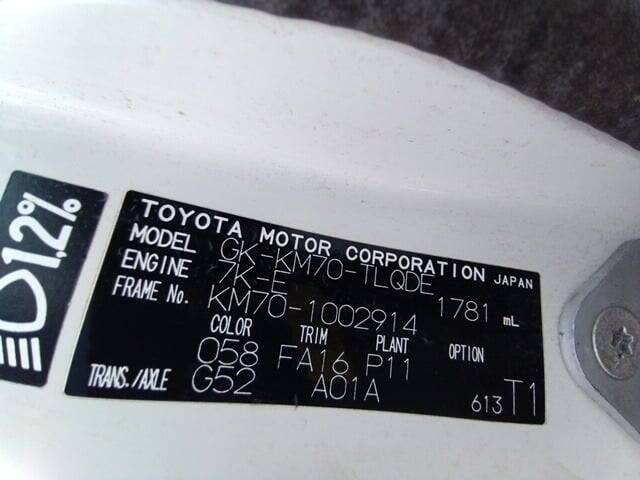 1.2%
TOYOTA MOTOR CORPORATION JAPAN
MODEL GK-KM70-TLQDE
ENGINE 7K-E 1781 mL
FRAME No. KM70-1002914
COLOR TRIM PLANT OPTION
058 FA16 P11
TRANS./AXLE G52 A01A 613 T1